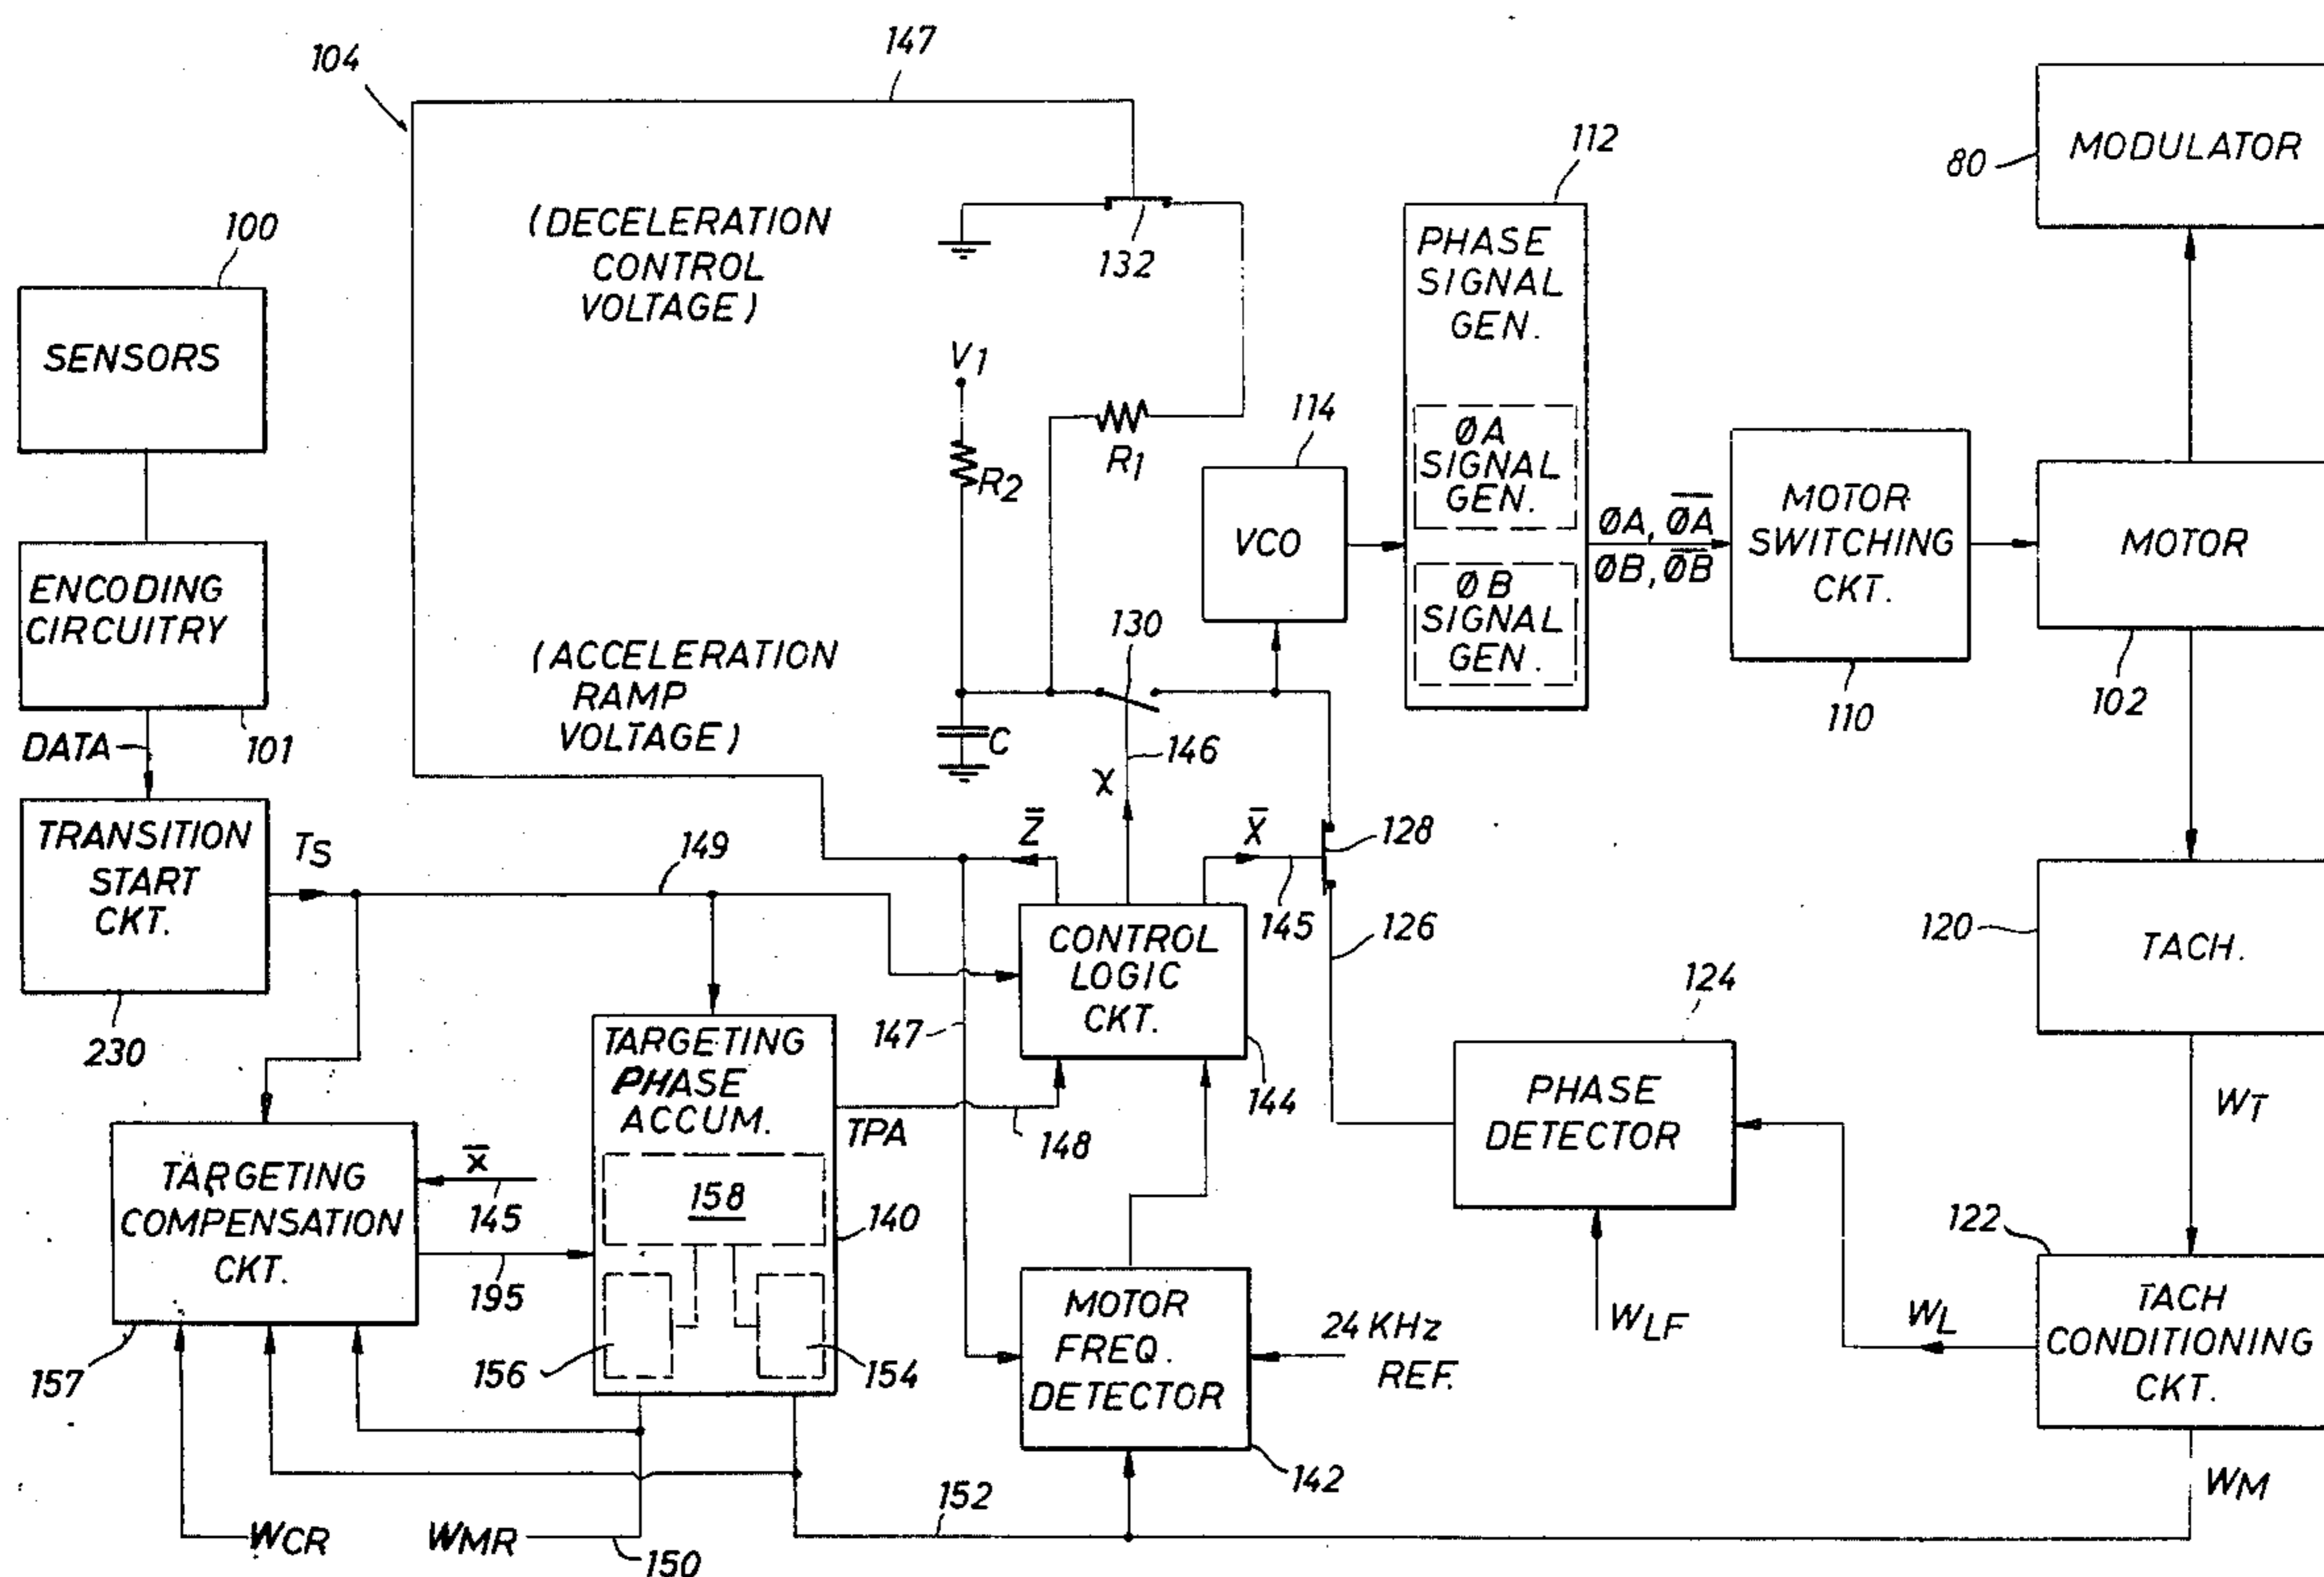 104
147
100
SENSORS
ENCODING
CIRCUITRY
101
DATA
TRANSITION
START
CKT.
230
TS
149
(DECELERATION
CONTROL
VOLTAGE)
(ACCELERATION
RAMP
VOLTAGE)
132
V1
R2
R1
C
130
146
X
114
VCO
112
PHASE
SIGNAL
GEN.
ØA
SIGNAL
GEN.
ØB
SIGNAL
GEN.
ØA, ØA̅
ØB, ØB̅
MOTOR
SWITCHING
CKT.
110
80
MODULATOR
MOTOR
102
120
TACH.
WT
122
TACH
CONDITIONING
CKT.
WL
WM
124
PHASE
DETECTOR
WLF
126
128
X̅
145
Z̅
CONTROL
LOGIC
CKT.
144
147
148
TPA
TARGETING
PHASE
ACCUM.
158
140
156
154
X̅
145
195
TARGETING
COMPENSATION
CKT.
157
MOTOR
FREQ.
DETECTOR
142
24 KHz
REF.
152
WCR
WMR
150